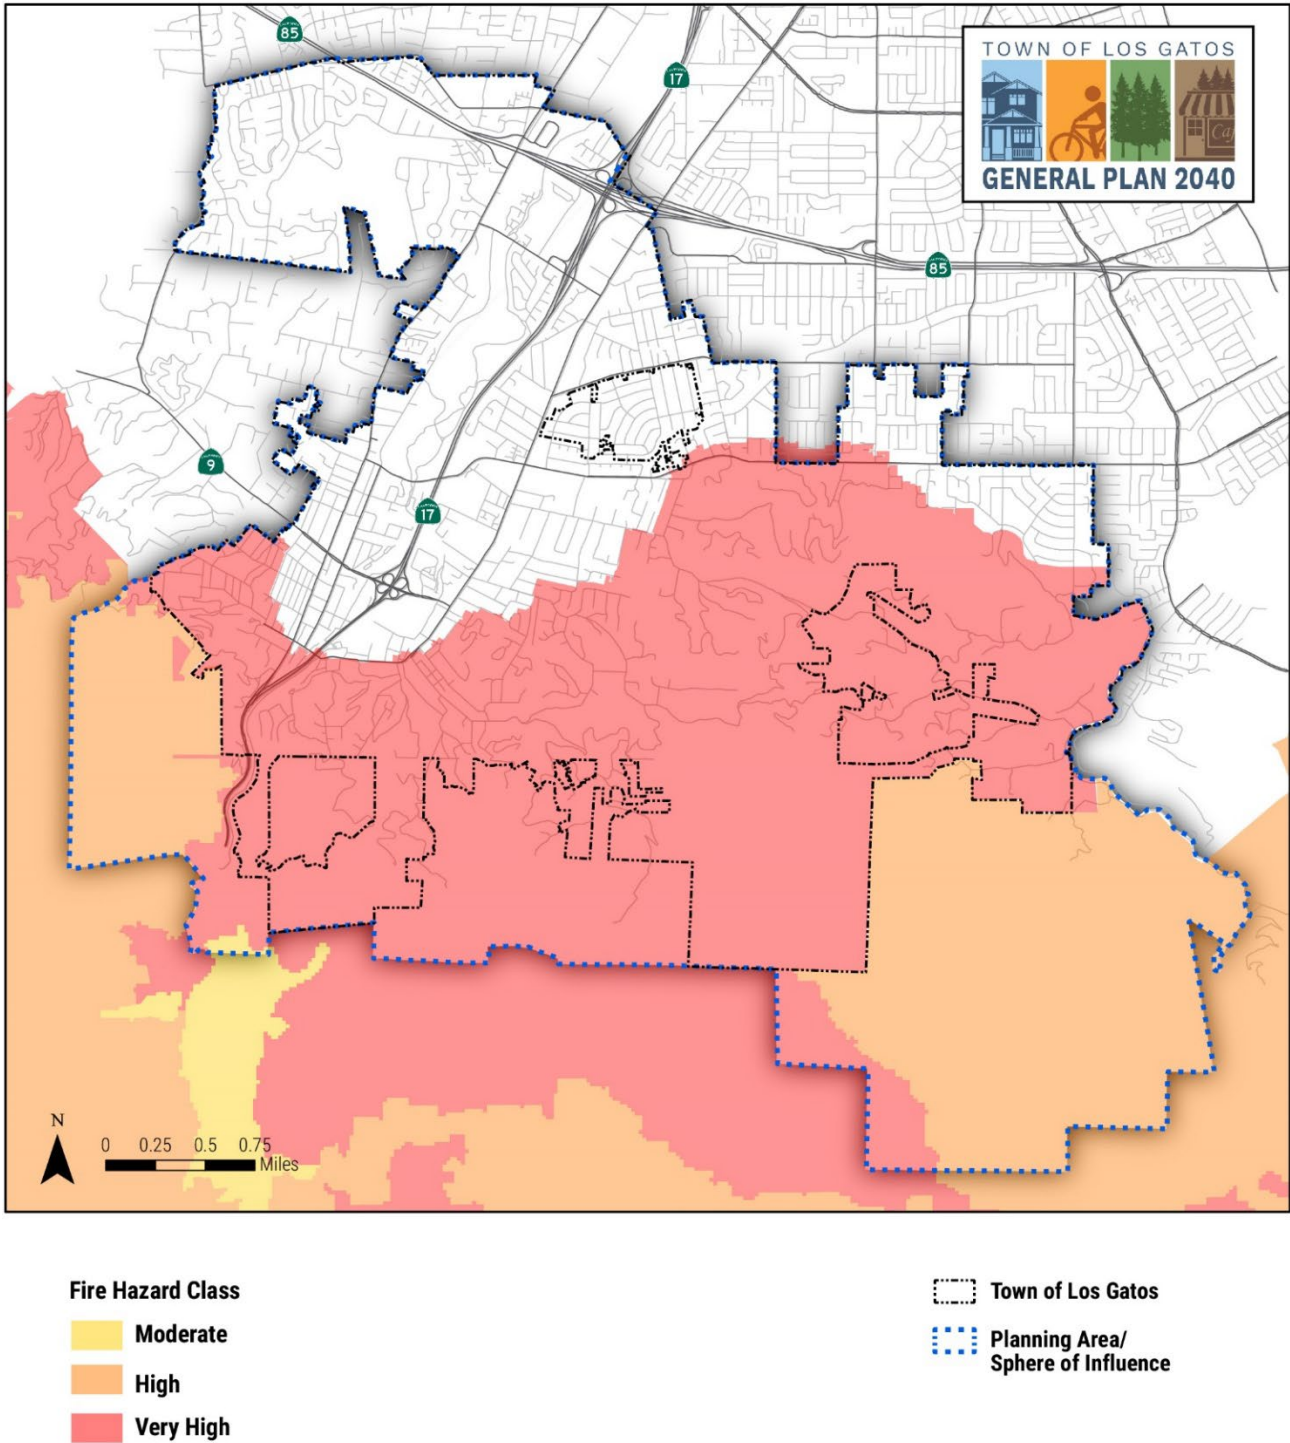 85
17
TOWN OF LOS GATOS
GENERAL PLAN 2040
85
9
17
N
0 0.25 0.5 0.75
Miles
Fire Hazard Class
Moderate
High
Very High
Town of Los Gatos
Planning Area/
Sphere of Influence